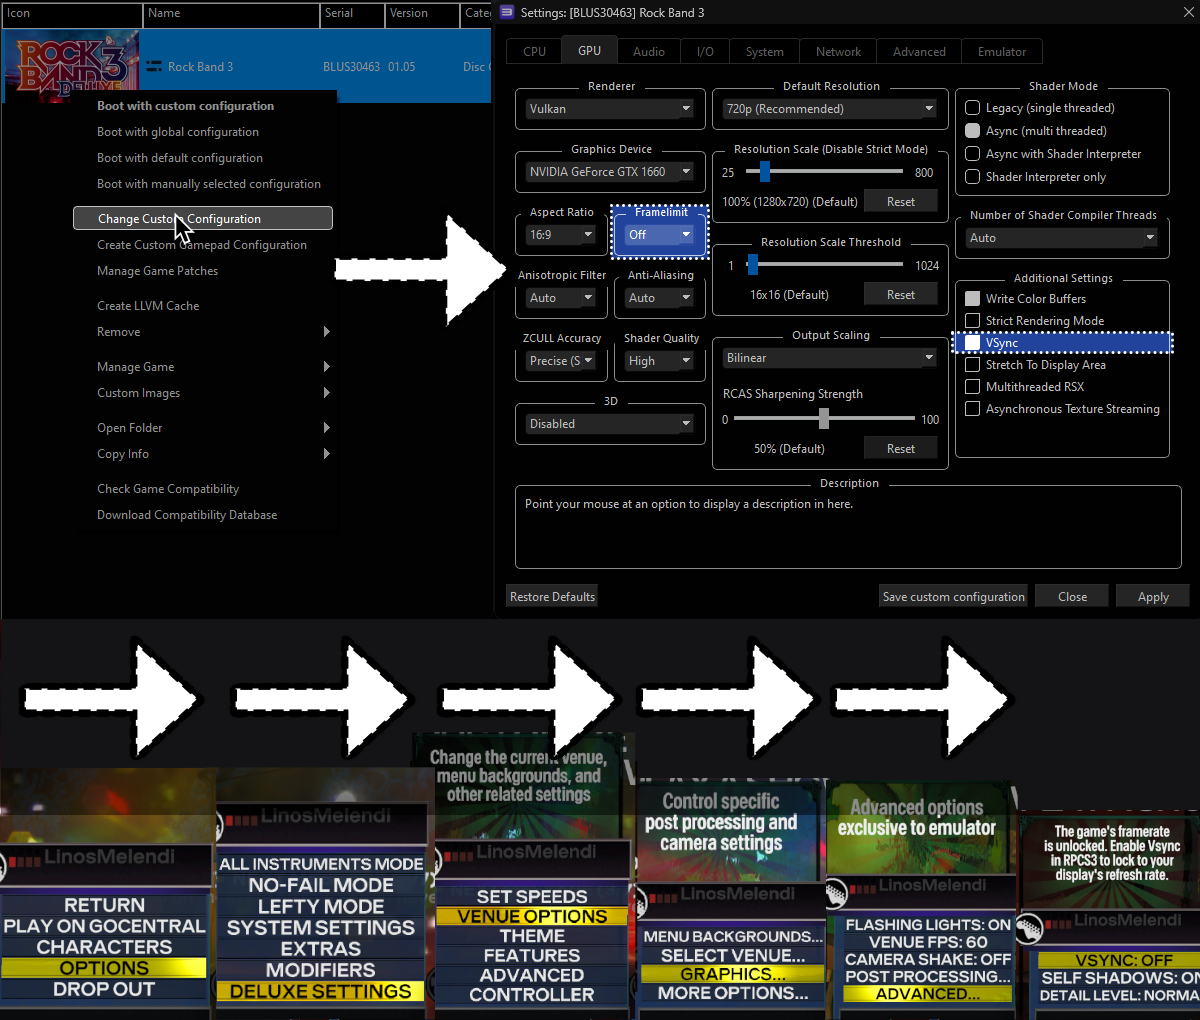 Icon
Name
Serial
Version
Cate
ROCK
BAND 3
DELUXE
Rock Band 3
BLUS30463
01.05
Disc
Boot with custom configuration
Boot with global configuration
Boot with default configuration
Boot with manually selected configuration
Change Custom Configuration
Create Custom Gamepad Configuration
Manage Game Patches
Create LLVM Cache
Remove
Manage Game
Custom Images
Open Folder
Copy Info
Check Game Compatibility
Download Compatibility Database
Settings: [BLUS30463] Rock Band 3
CPU
GPU
Audio
I/O
System
Network
Advanced
Emulator
Renderer
Vulkan
Graphics Device
NVIDIA GeForce GTX 1660
Aspect Ratio
16:9
Framelimit
Off
Anisotropic Filter
Auto
Anti-Aliasing
Auto
ZCULL Accuracy
Precise (S
Shader Quality
High
3D
Disabled
Default Resolution
720p (Recommended)
Resolution Scale (Disable Strict Mode)
25
800
100% (1280x720) (Default)
Reset
Resolution Scale Threshold
1
1024
16x16 (Default)
Reset
Output Scaling
Bilinear
RCAS Sharpening Strength
0
100
50% (Default)
Reset
Shader Mode
Legacy (single threaded)
Async (multi threaded)
Async with Shader Interpreter
Shader Interpreter only
Number of Shader Compiler Threads
Auto
Additional Settings
Write Color Buffers
Strict Rendering Mode
VSync
Stretch To Display Area
Multithreaded RSX
Asynchronous Texture Streaming
Description
Point your mouse at an option to display a description in here.
Restore Defaults
Save custom configuration
Close
Apply
LinosMelendi
RETURN
PLAY ON GOCENTRAL
CHARACTERS
OPTIONS
DROP OUT
LinosMelendi
ALL INSTRUMENTS MODE
NO-FAIL MODE
LEFTY MODE
SYSTEM SETTINGS
EXTRAS
MODIFIERS
DELUXE SETTINGS
Change the current venue,
menu backgrounds, and
other related settings
LinosMelendi
SET SPEEDS
VENUE OPTIONS
THEME
FEATURES
ADVANCED
CONTROLLER
Control specific
post processing and
camera settings
LinosMelendi
MENU BACKGROUNDS...
SELECT VENUE...
GRAPHICS...
MORE OPTIONS...
Advanced options
exclusive to emulator
LinosMelendi
FLASHING LIGHTS: ON
VENUE FPS: 60
CAMERA SHAKE: OFF
POST PROCESSING...
ADVANCED...
The game's framerate
is unlocked. Enable Vsync
in RPCS3 to lock to your
display's refresh rate.
LinosMelendi
VSYNC: OFF
SELF SHADOWS: ON
DETAIL LEVEL: NORMA